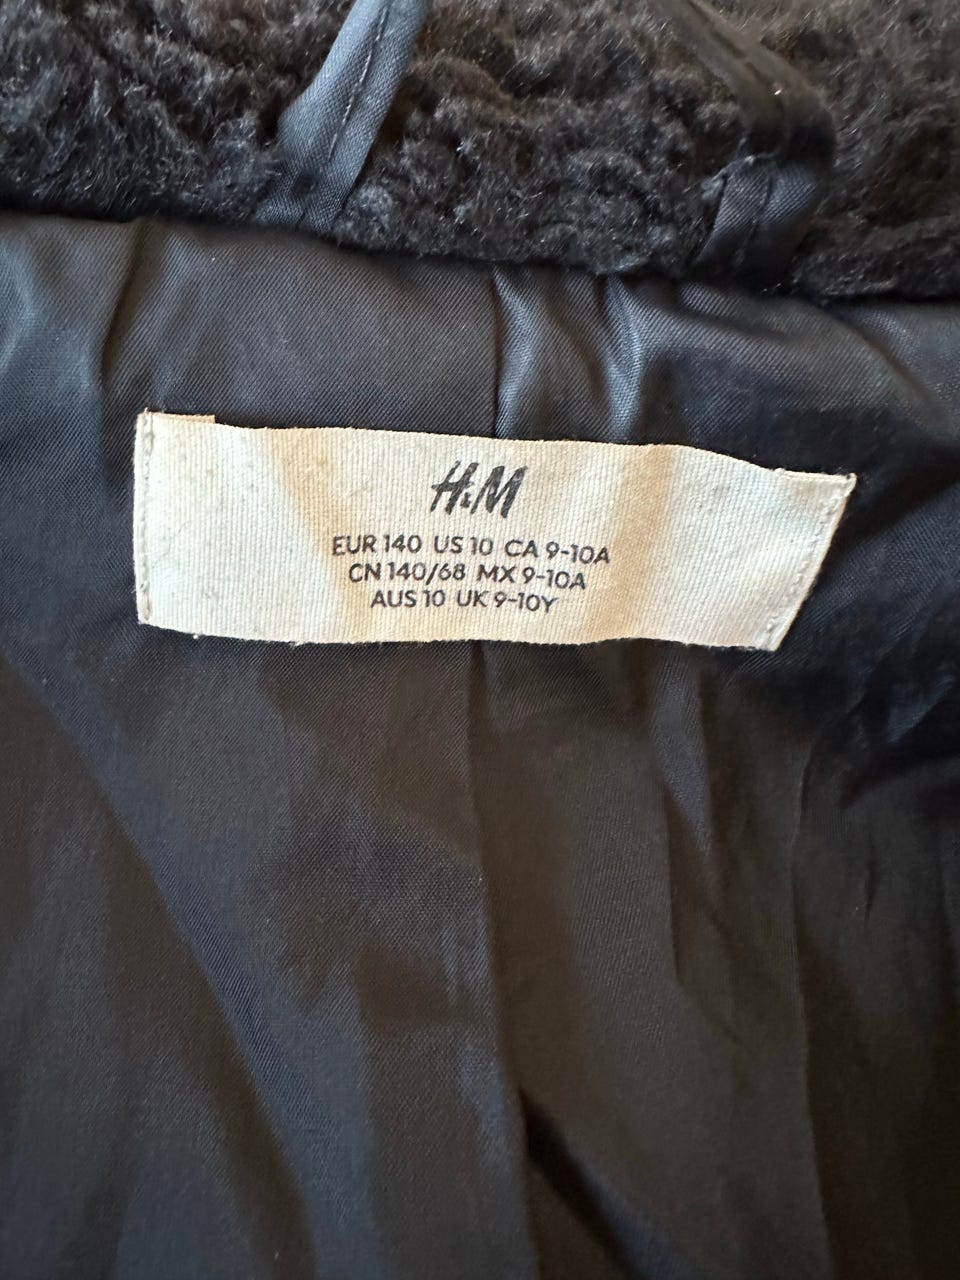 H&M
EUR 140 US 10 CA 9-10A
CN 140/68 MX 9-10A
AUS 10 UK 9-10Y